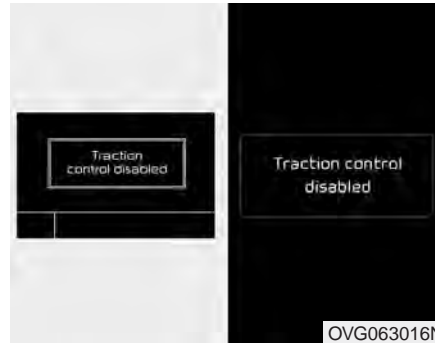 Traction
control disabled
Traction control
disabled
OVG063016N